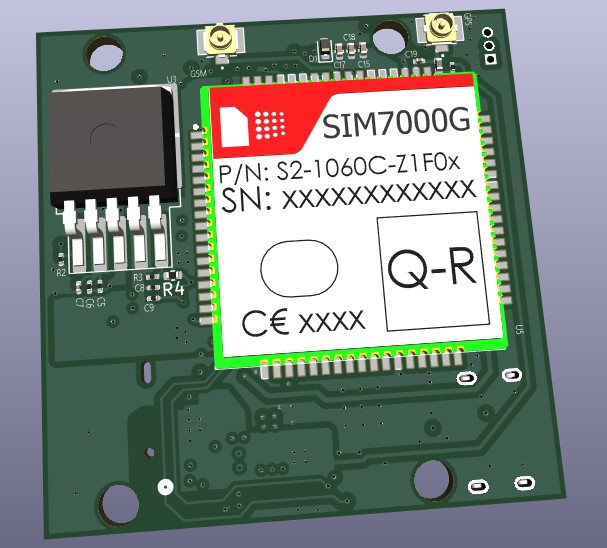 GPS
GSM
D1
C18
C17
C15
C19
U3
SIM7000G
P/N: S2-1060C-Z1F0x
SN: XXXXXXXXXXXX
Q-R
C€ XXXX
R2
R3
R4
C7
C6
C5
C8
C9
U5